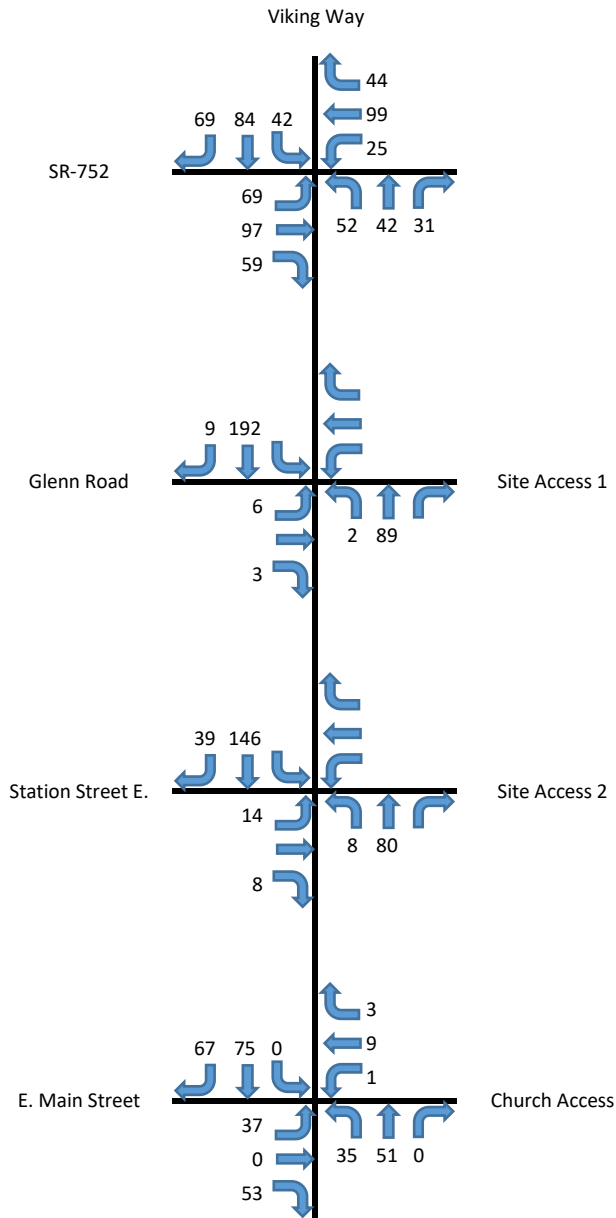 Viking Way
44
69 84 42
99
25
SR-752
69
52 42 31
97
59
9 192
Glenn Road
Site Access 1
6
2 89
3
39 146
Station Street E.
Site Access 2
14
8 80
8
3
67 75 0
9
1
E. Main Street
Church Access
37
35 51 0
0
53